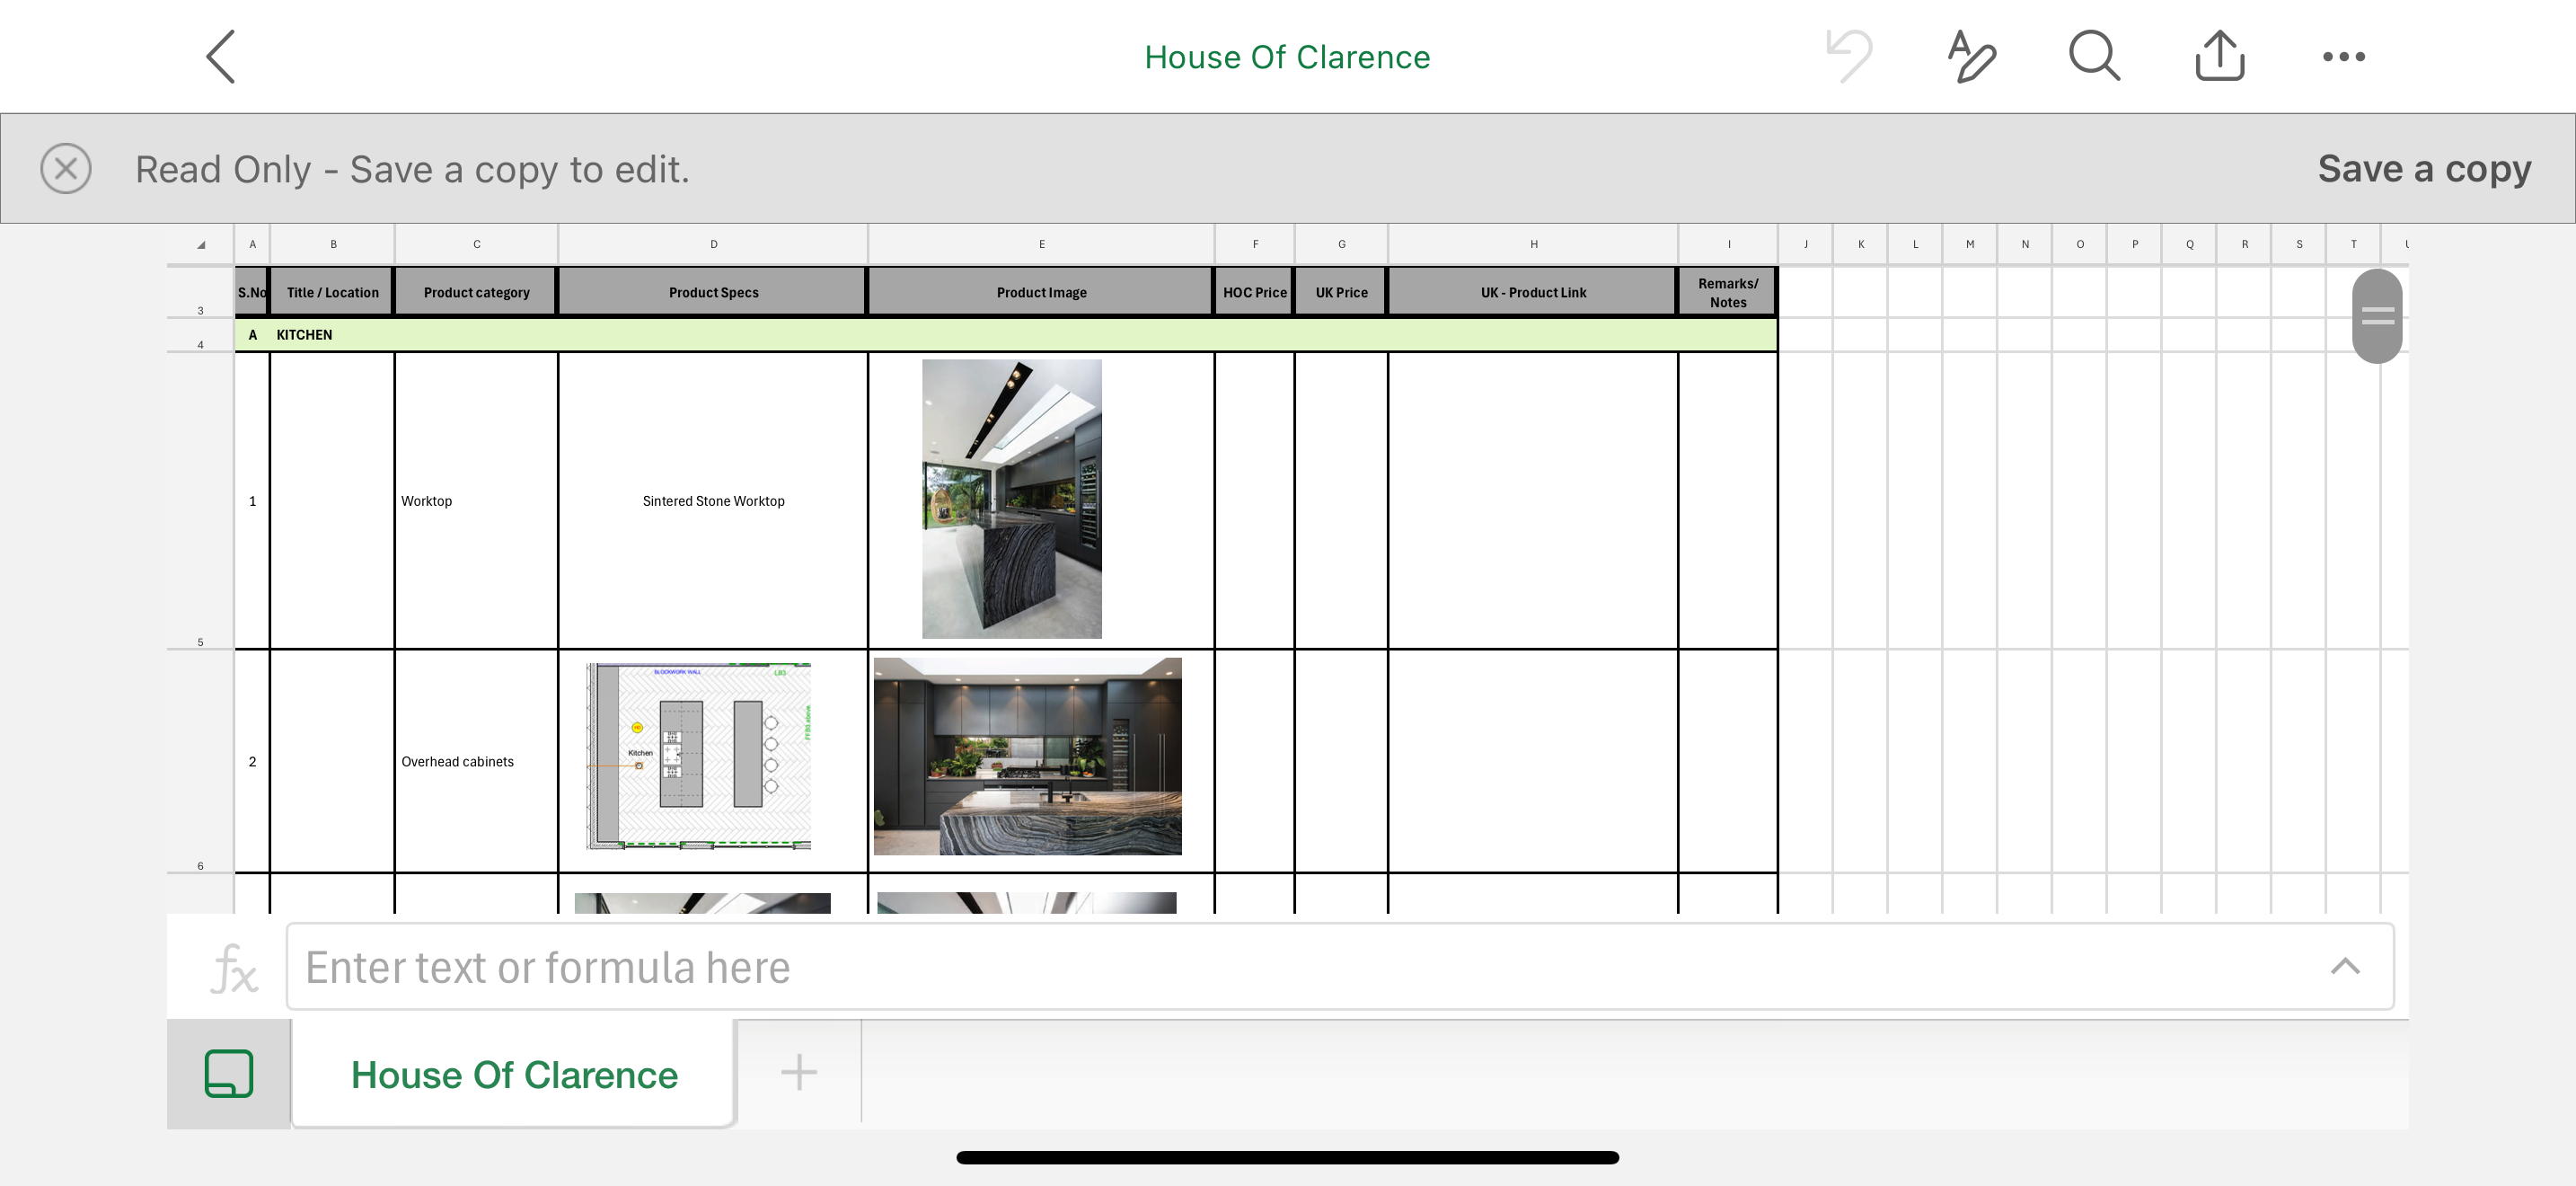 House Of Clarence
Read Only - Save a copy to edit.
Save a copy
A B C D E F G H I J K L M N O P Q R S T
3
S.No
Title / Location
Product category
Product Specs
Product Image
HOC Price
UK Price
UK - Product Link
Remarks/
Notes
4
A KITCHEN
5
1
Worktop
Sintered Stone Worktop
6
2
Overhead cabinets
BLOCKWORK WALL
LB3
Kitchen
fx
Enter text or formula here
House Of Clarence